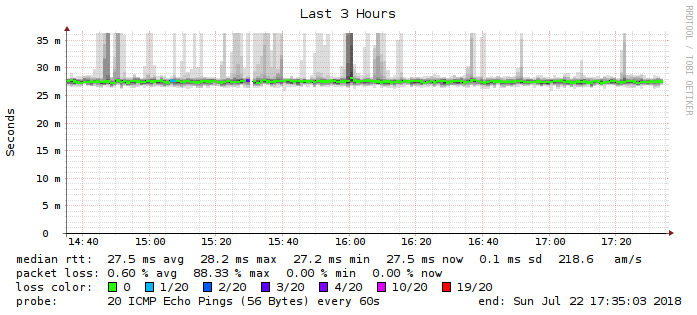 Last 3 Hours
RRDTOOL / TOBI OETIKER
Seconds
35 m
30 m
25 m
20 m
15 m
10 m
5 m
0
14:40 15:00 15:20 15:40 16:00 16:20 16:40 17:00 17:20
median rtt: 27.5 ms avg 28.2 ms max 27.2 ms min 27.5 ms now 0.1 ms sd 218.6 am/s
packet loss: 0.60 % avg 88.33 % max 0.00 % min 0.00 % now
loss color: 0 1/20 2/20 3/20 4/20 10/20 19/20
probe: 20 ICMP Echo Pings (56 Bytes) every 60s end: Sun Jul 22 17:35:03 2018